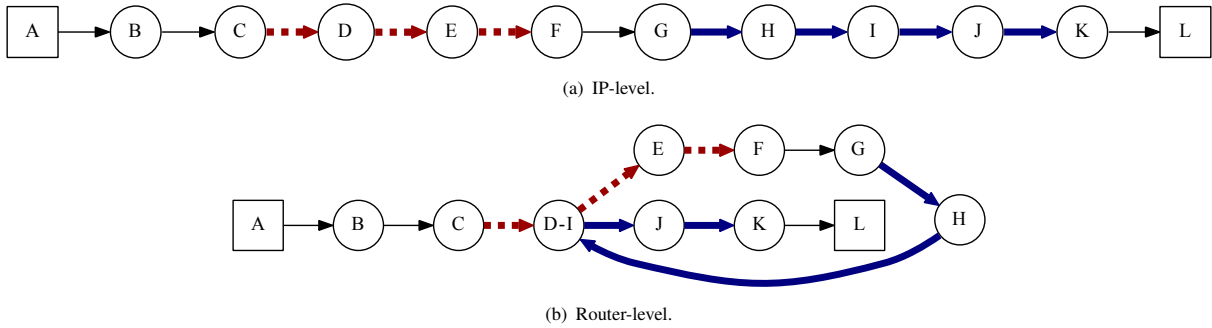 A B C D E F G H I J K L
(a) IP-level.
E F G
A B C D-I J K L H
(b) Router-level.